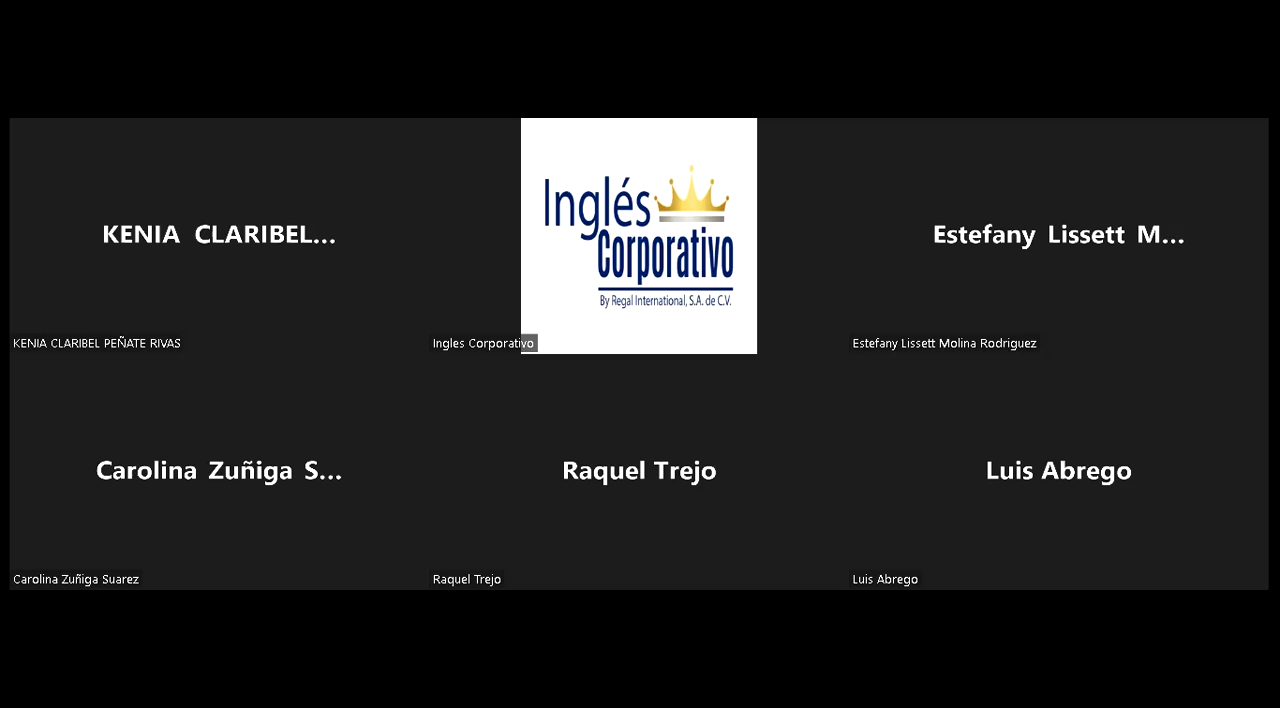 KENIA CLARIBEL...
KENIA CLARIBEL PEÑATE RIVAS
Inglés
Corporativo
By Regal International, S.A. de C.V.
Ingles Corporativo
Estefany Lissett M...
Estefany Lissett Molina Rodriguez
Carolina Zuñiga S...
Carolina Zuñiga Suarez
Raquel Trejo
Raquel Trejo
Luis Abrego
Luis Abrego